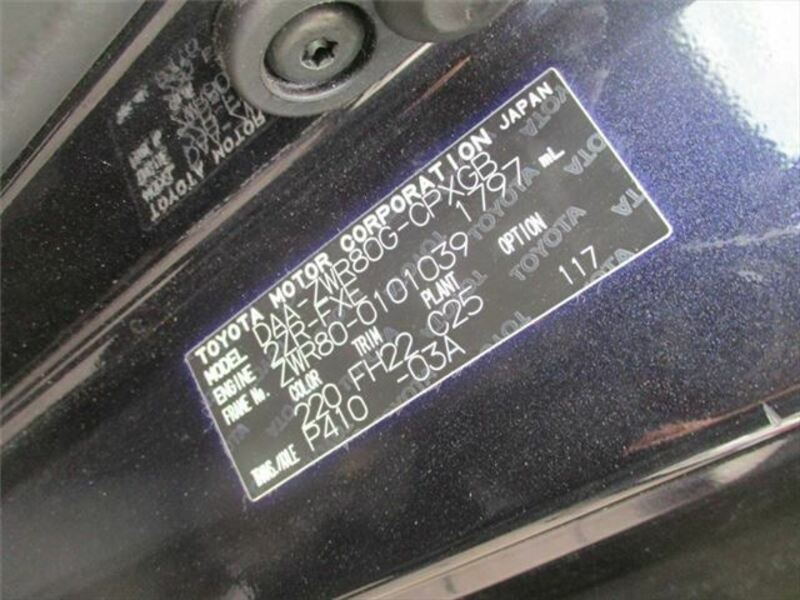 TOYOTA MOTOR CORPORATION JAPAN
MODEL DAA-ZWR80G-CPXGB
ENGINE 2ZR-FXE 1797 mL
FRAME No. ZWR80-0101039
COLOR TRIM PLANT OPTION
220 FH22 C25 117
TRNS./AXLE P410 -03A